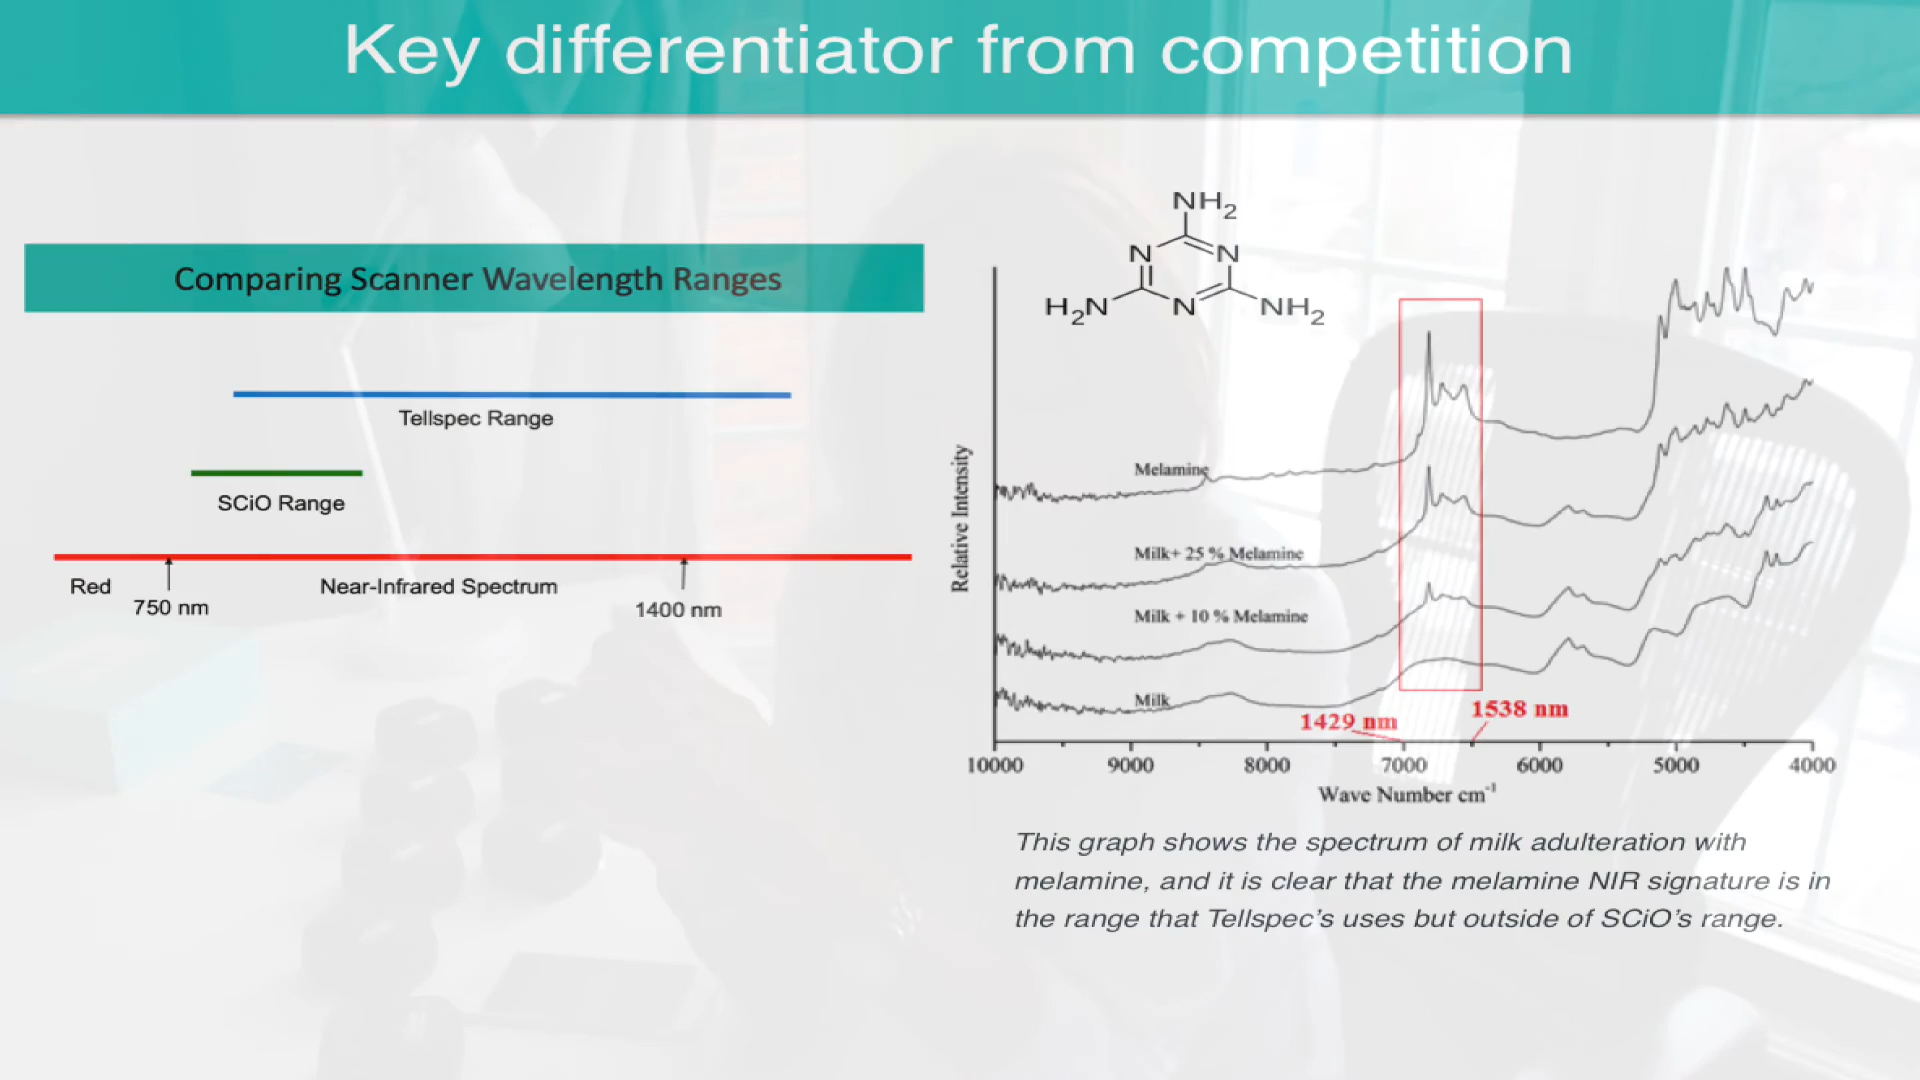 Key differentiator from competition
Comparing Scanner Wavelength Ranges
Tellspec Range
SCiO Range
Red
Near-Infrared Spectrum
750 nm
1400 nm
NH2
N
N
H2N
N
NH2
Relative Intensity
Melamine
Milk+ 25 % Melamine
Milk + 10 % Melamine
Milk
1429 nm
1538 nm
10000 9000 8000 7000 6000 5000 4000
Wave Number cm-1
This graph shows the spectrum of milk adulteration with
melamine, and it is clear that the melamine NIR signature is in
the range that Tellspec's uses but outside of SCiO's range.